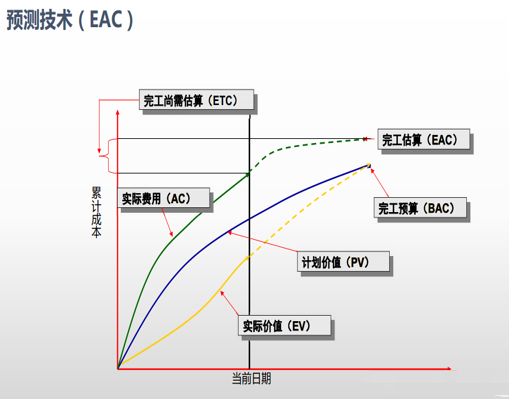 预测技术（EAC）
完工尚需估算（ETC）
完工估算（EAC）
实际费用（AC）
累计成本
完工预算（BAC）
计划价值（PV）
实际价值（EV）
当前日期